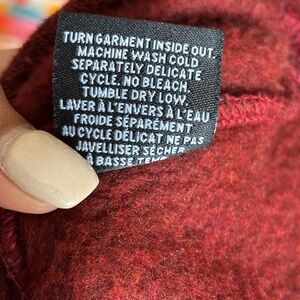 TURN GARMENT INSIDE OUT.
MACHINE WASH COLD
SEPARATELY DELICATE
CYCLE. NO BLEACH.
TUMBLE DRY LOW.
LAVER À L'ENVERS À L'EAU
FROIDE SÉPARÉMENT
AU CYCLE DÉLICAT NE PAS
JAVELLISER SÉCHER
À BASSE